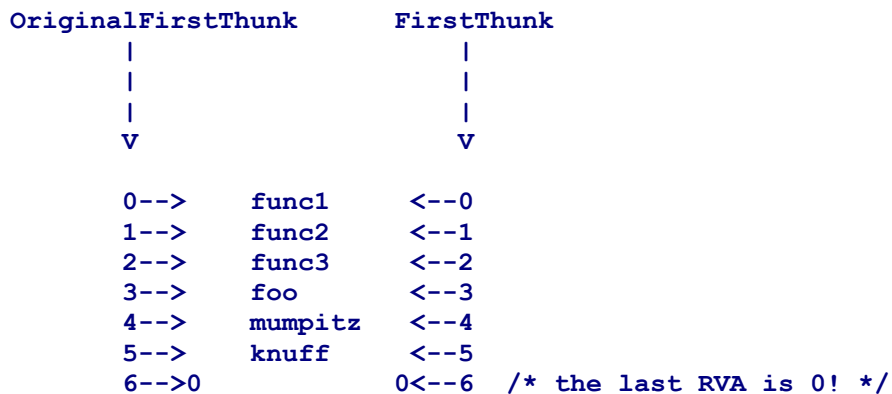 OriginalFirstThunk FirstThunk
| |
| |
| |
V V
0--> func1 <--0
1--> func2 <--1
2--> func3 <--2
3--> foo <--3
4--> mumpitz <--4
5--> knuff <--5
6-->0 0<--6 /* the last RVA is 0! */